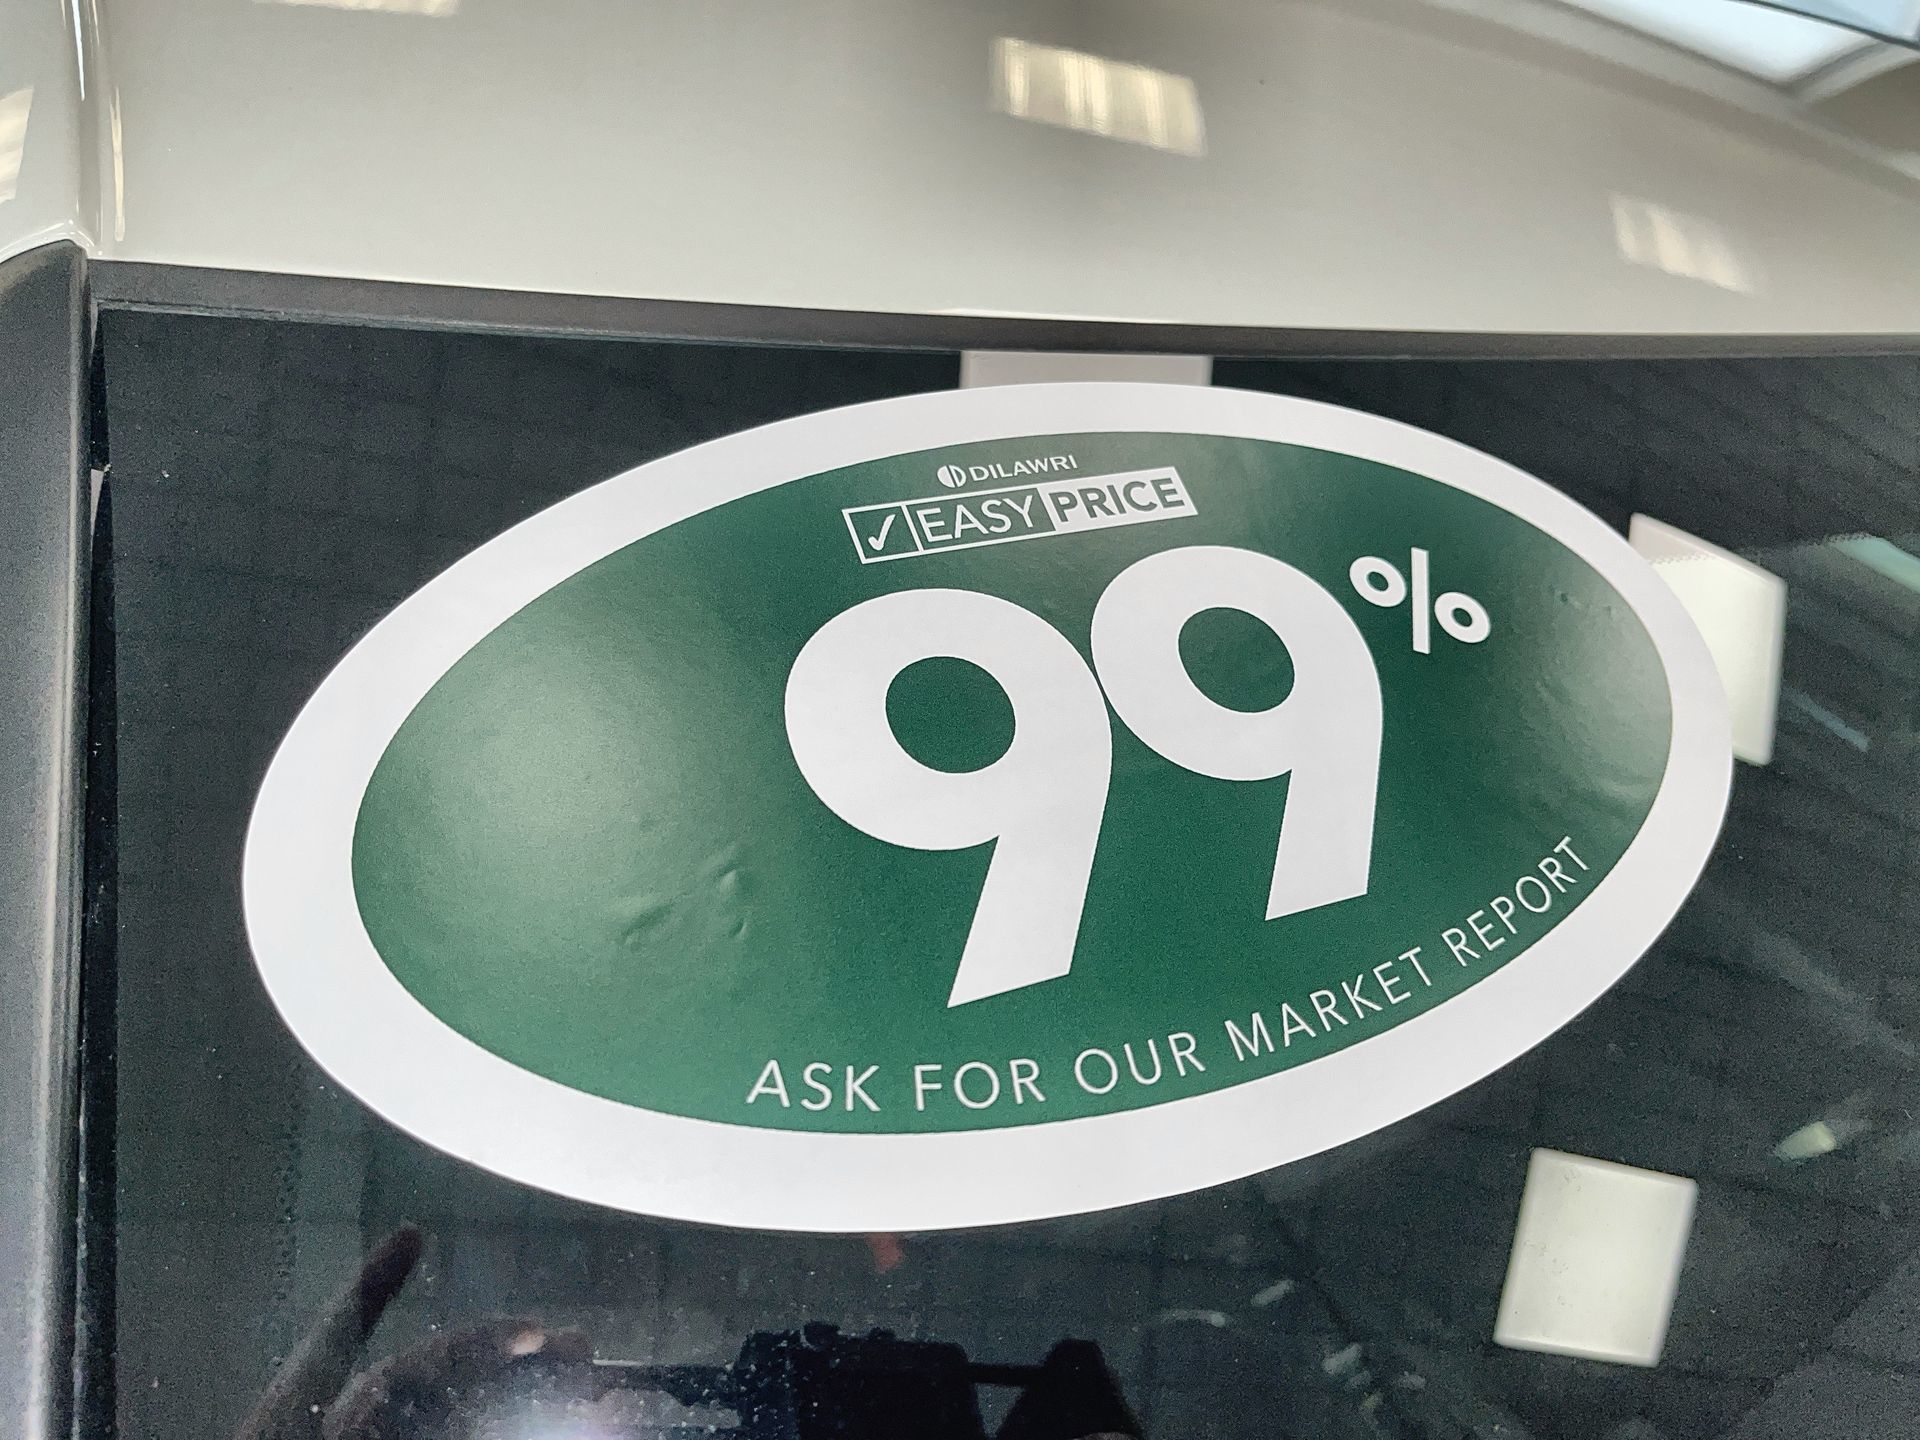 DILAWRI
✓ EASY PRICE
99%
ASK FOR OUR MARKET REPORT